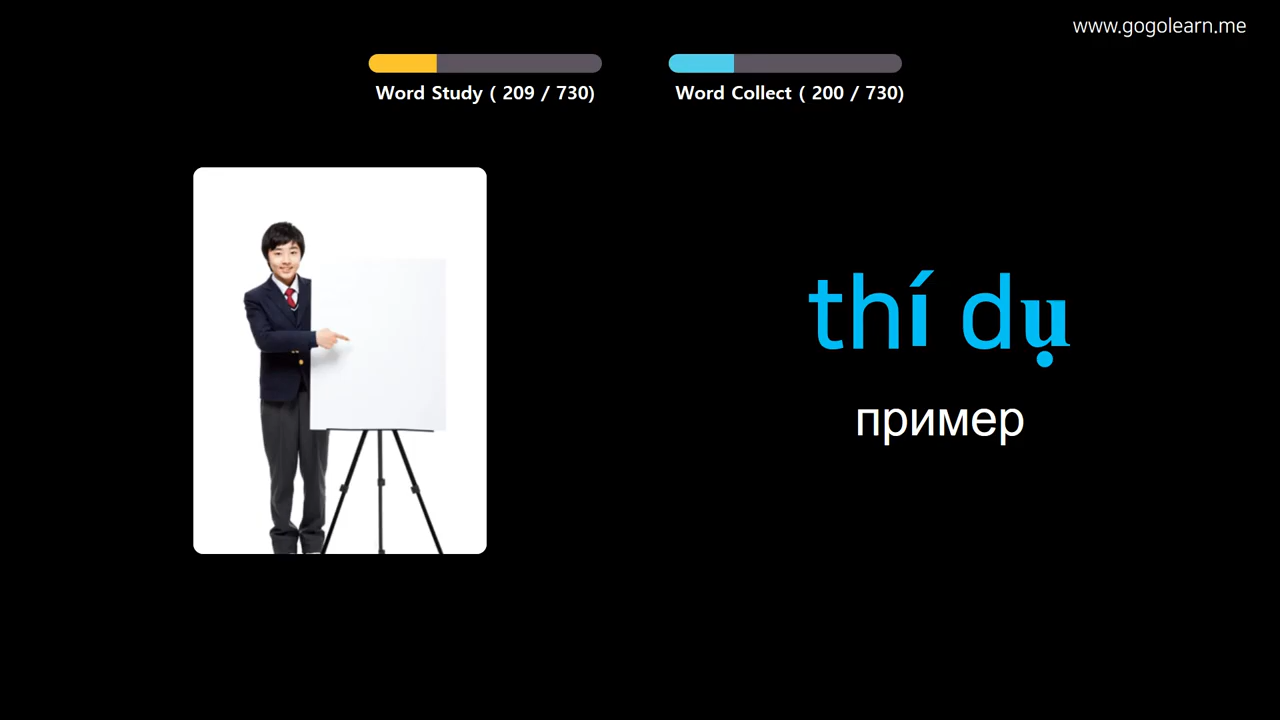 www.gogolearn.me
Word Study ( 209 / 730)
Word Collect ( 200 / 730)
thí dụ
пример